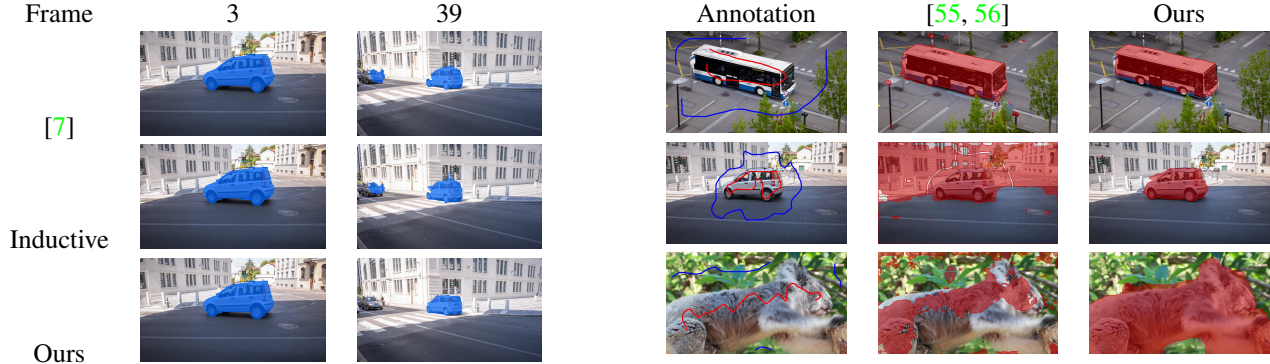 Frame 3 39
[7]
Inductive
Ours
Annotation [55, 56] Ours